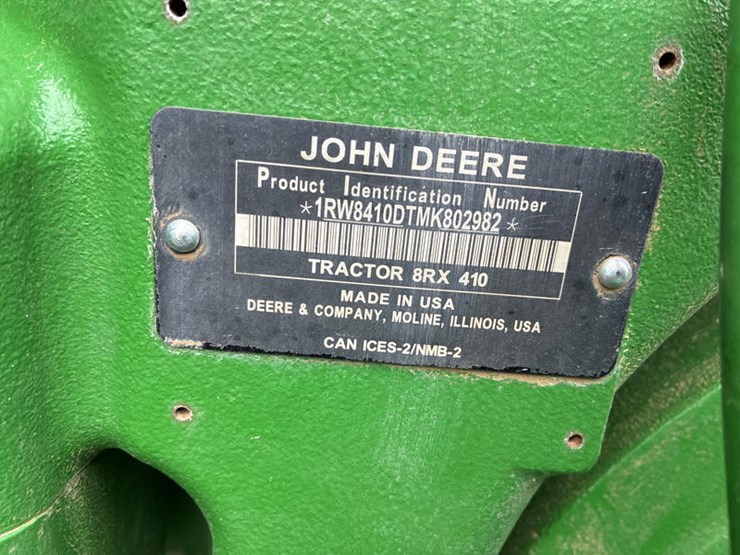 JOHN DEERE
Product Identification Number
*1RW8410DTMK802982*
TRACTOR 8RX 410
MADE IN USA
DEERE & COMPANY, MOLINE, ILLINOIS, USA
CAN ICES-2/NMB-2